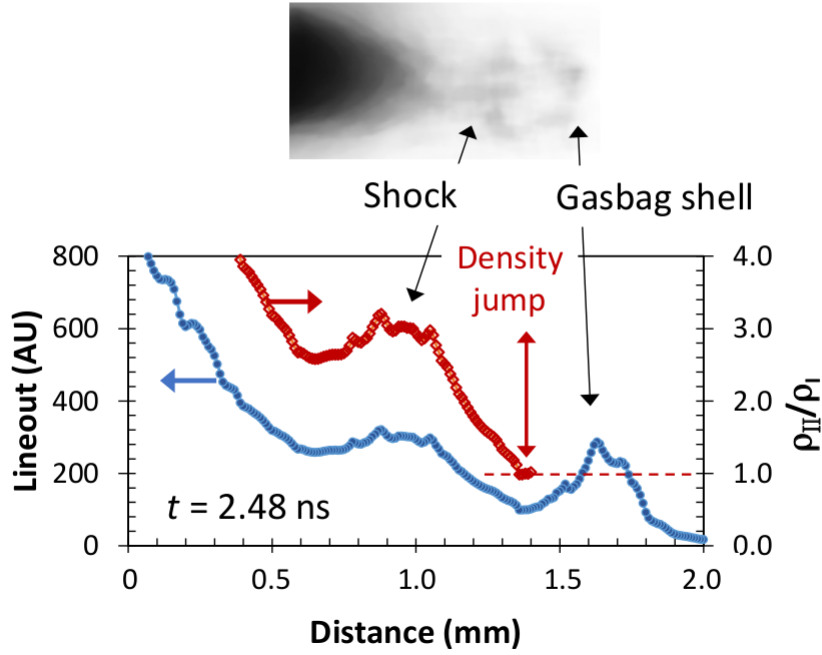 Shock
Gasbag shell
Density
jump
Lineout (AU)
800
600
400
200
0
4.0
3.0
2.0
1.0
0.0
ρII/ρI
t = 2.48 ns
0
0.5
1.0
1.5
2.0
Distance (mm)